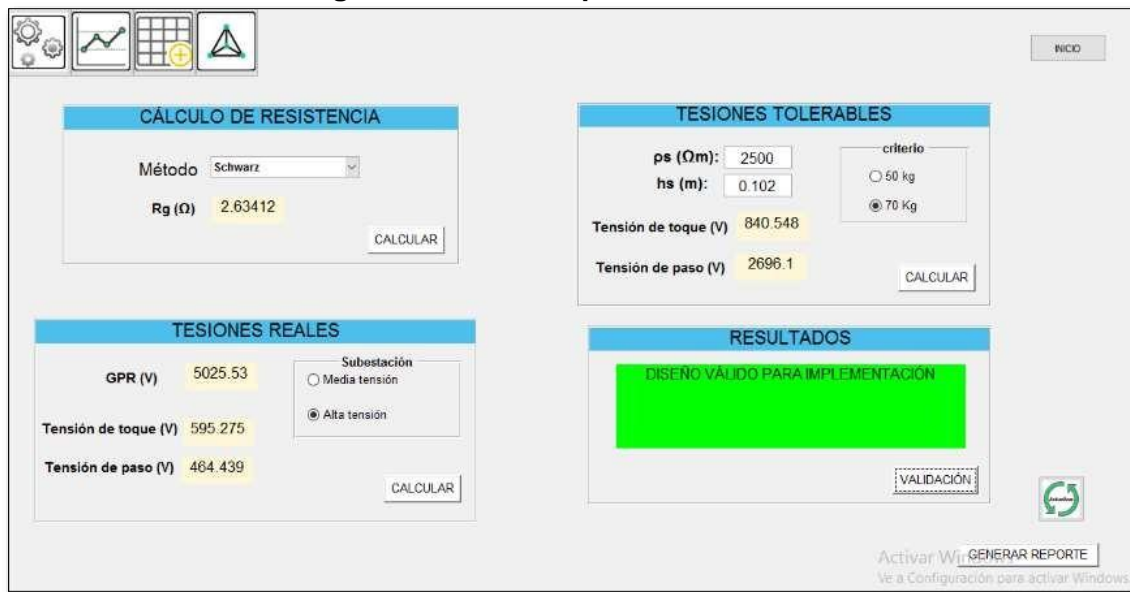 INICIO
CÁLCULO DE RESISTENCIA
Método Schwarz
Rg (Ω) 2.63412
CALCULAR
TESIONES TOLERABLES
ρs (Ωm): 2500
hs (m): 0.102
criterio
50 kg
70 Kg
Tensión de toque (V) 840.548
Tensión de paso (V) 2696.1
CALCULAR
TESIONES REALES
GPR (V) 5025.53
Subestación
Media tensión
Alta tensión
Tensión de toque (V) 595.275
Tensión de paso (V) 464.439
CALCULAR
RESULTADOS
DISEÑO VÁLIDO PARA IMPLEMENTACIÓN
VALIDACIÓN
GENERAR REPORTE
Activar Windows
Ve a Configuración para activar Windows